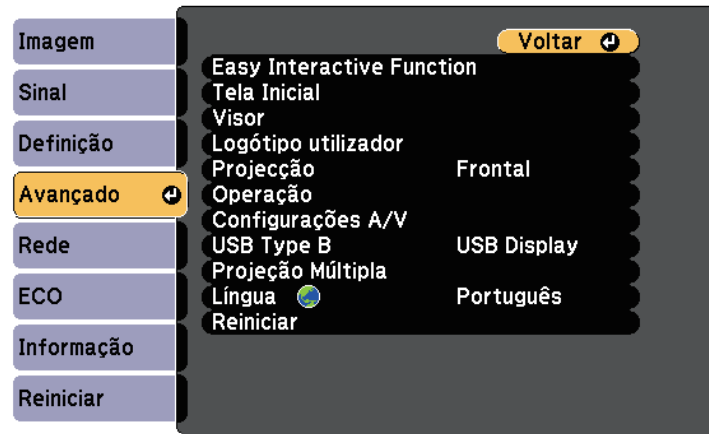 Imagem
Sinal
Definição
Avançado
Rede
ECO
Informação
Reiniciar
Voltar
Easy Interactive Function
Tela Inicial
Visor
Logótipo utilizador
Projecção Frontal
Operação
Configurações A/V
USB Type B USB Display
Projeção Múltipla
Língua Português
Reiniciar